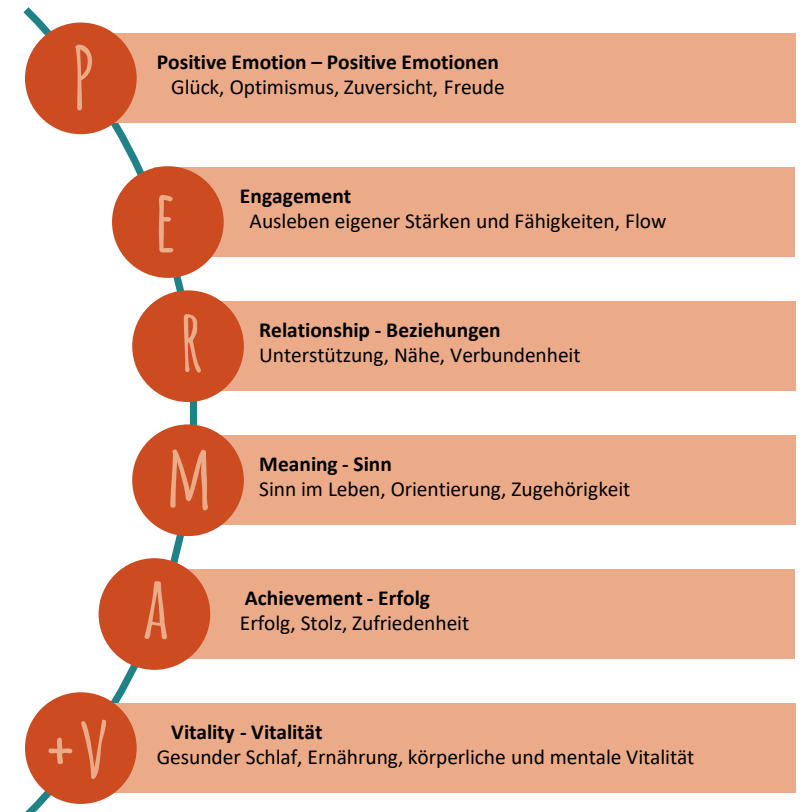 P
Positive Emotion – Positive Emotionen
Glück, Optimismus, Zuversicht, Freude
E
Engagement
Ausleben eigener Stärken und Fähigkeiten, Flow
R
Relationship - Beziehungen
Unterstützung, Nähe, Verbundenheit
M
Meaning - Sinn
Sinn im Leben, Orientierung, Zugehörigkeit
A
Achievement - Erfolg
Erfolg, Stolz, Zufriedenheit
+V
Vitality - Vitalität
Gesunder Schlaf, Ernährung, körperliche und mentale Vitalität